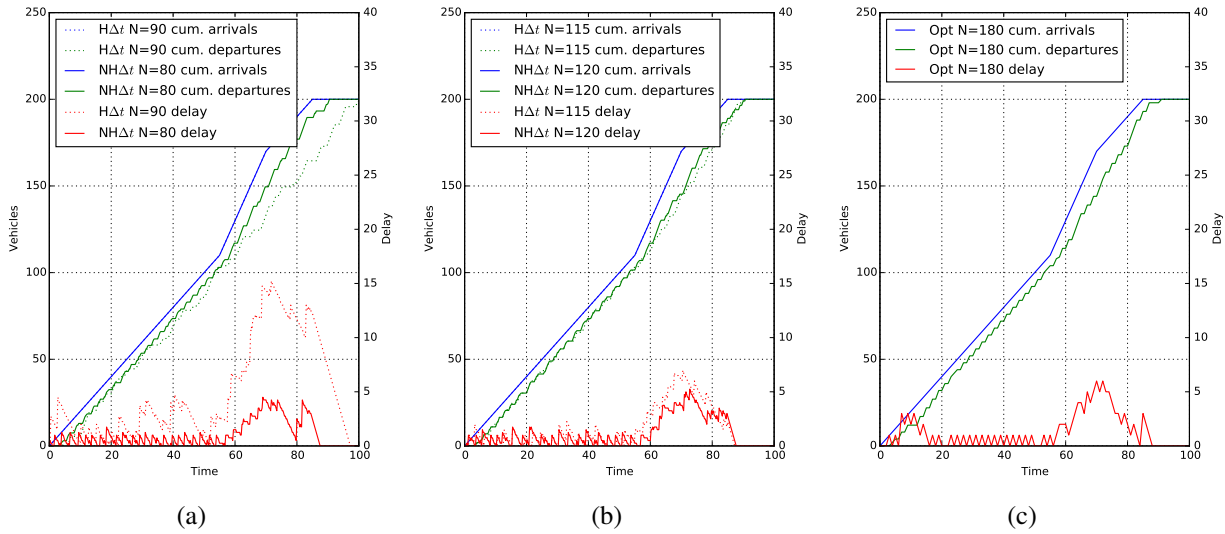 HΔt N=90 cum. arrivals
HΔt N=90 cum. departures
NHΔt N=80 cum. arrivals
NHΔt N=80 cum. departures
HΔt N=90 delay
NHΔt N=80 delay
250
200
150
100
50
0
Vehicles
40
35
30
25
20
15
10
5
0
Delay
0 20 40 60 80 100
Time
(a)
HΔt N=115 cum. arrivals
HΔt N=115 cum. departures
NHΔt N=120 cum. arrivals
NHΔt N=120 cum. departures
HΔt N=115 delay
NHΔt N=120 delay
250
200
150
100
50
0
Vehicles
40
35
30
25
20
15
10
5
0
Delay
0 20 40 60 80 100
Time
(b)
Opt N=180 cum. arrivals
Opt N=180 cum. departures
Opt N=180 delay
250
200
150
100
50
0
Vehicles
40
35
30
25
20
15
10
5
0
Delay
0 20 40 60 80 100
Time
(c)